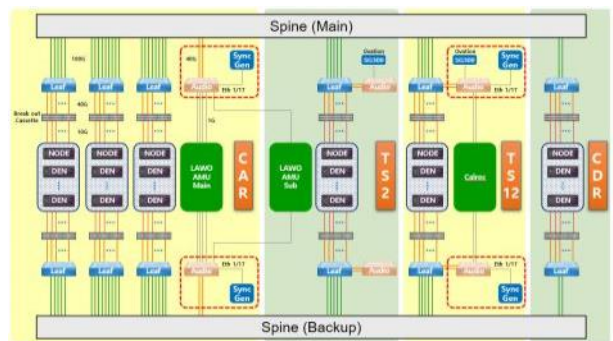 Spine (Main)
100G
40G
Sync
Gen
Ovation
SG300
Ovation
SG300
Sync
Gen
Leaf
Leaf
Leaf
Audio
Eth 1/17
Leaf
Audio
Leaf
Audio
Eth 1/17
Leaf
Break out
Cassette
40G
10G
1G
NODE
DEN
DEN
NODE
DEN
DEN
NODE
DEN
DEN
LAWO
AMU
Main
CAR
LAWO
AMU
Sub
NODE
DEN
DEN
TS2
NODE
DEN
DEN
Calrec
TS12
NODE
DEN
DEN
CDR
Leaf
Leaf
Leaf
Audio
Eth 1/17
Sync
Gen
Leaf
Audio
Leaf
Audio
Eth 1/17
Sync
Gen
Leaf
Spine (Backup)